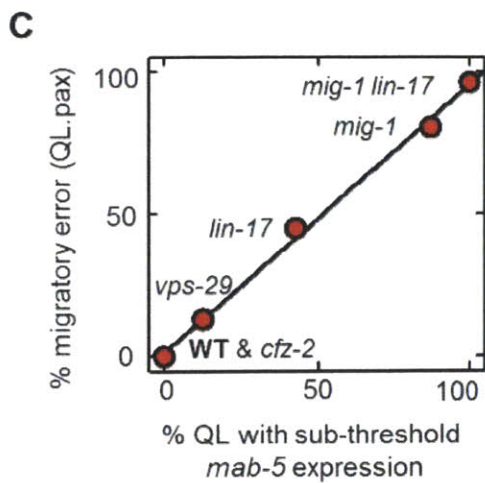 C
% migratory error (QL.pax)
100
50
0
mig-1 lin-17
mig-1
lin-17
vps-29
WT & cfz-2
0
50
100
% QL with sub-threshold
mab-5 expression